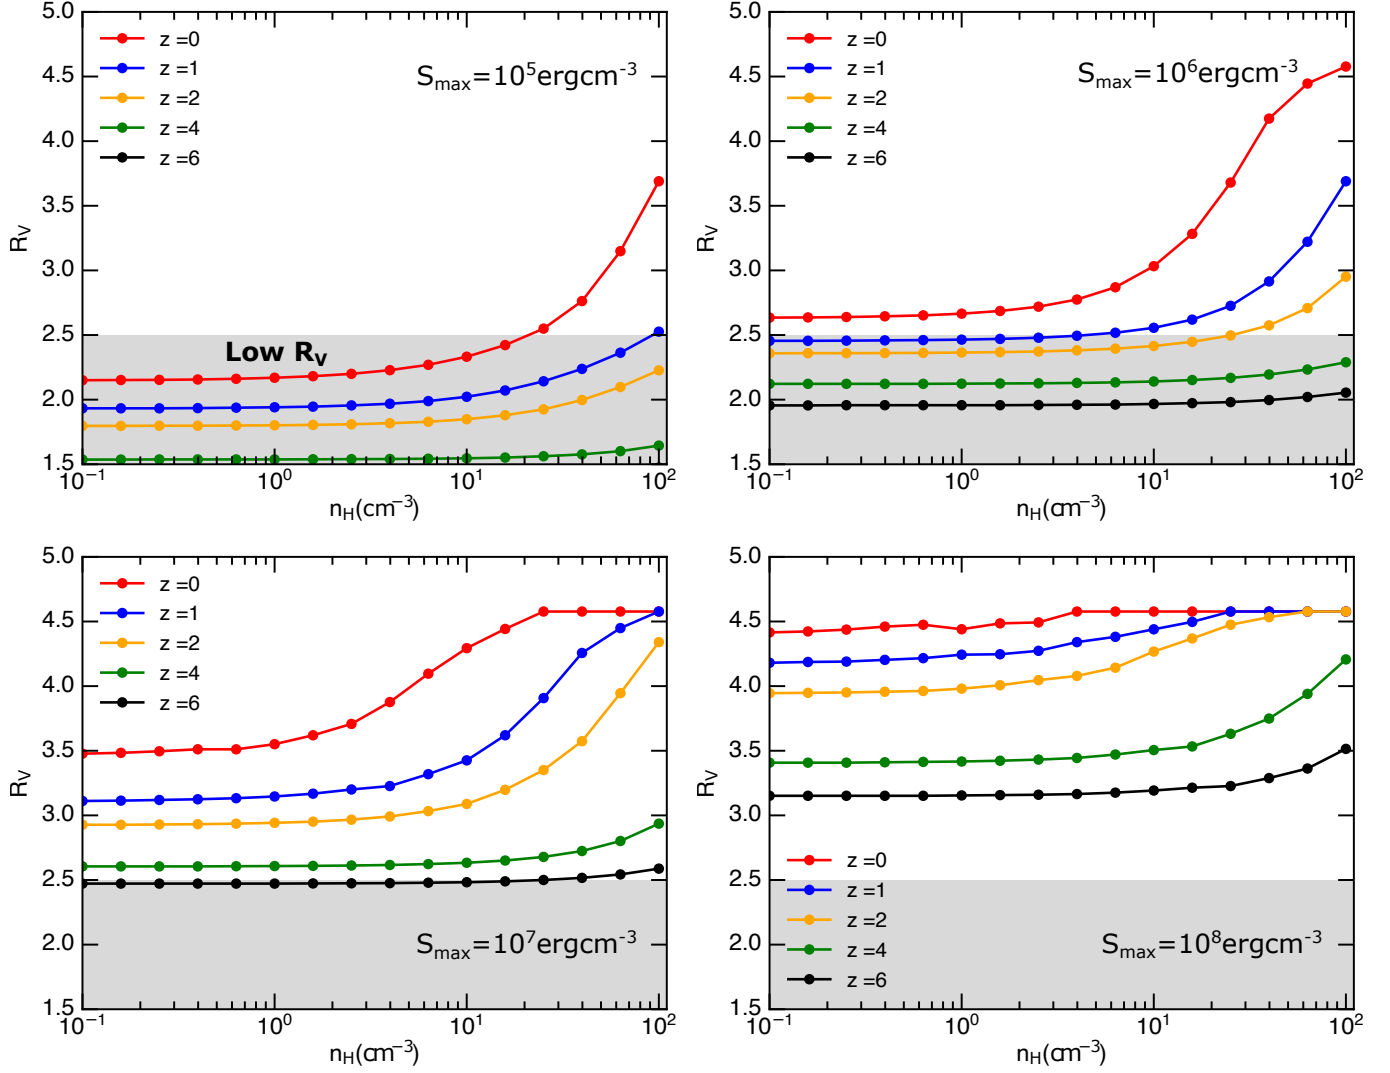 5.0
4.5
4.0
3.5
3.0
2.5
2.0
1.5
R_V
z =0
z =1
z =2
z =4
z =6
S_max=10^5ergcm^-3
Low R_V
10^−1
10^0
10^1
10^2
n_H(cm^−3)
5.0
4.5
4.0
3.5
3.0
2.5
2.0
1.5
R_V
z =0
z =1
z =2
z =4
z =6
S_max=10^6ergcm^-3
10^−1
10^0
10^1
10^2
n_H(cm^−3)
5.0
4.5
4.0
3.5
3.0
2.5
2.0
1.5
R_V
z =0
z =1
z =2
z =4
z =6
S_max=10^7ergcm^-3
10^−1
10^0
10^1
10^2
n_H(cm^−3)
5.0
4.5
4.0
3.5
3.0
2.5
2.0
1.5
R_V
z =0
z =1
z =2
z =4
z =6
S_max=10^8ergcm^-3
10^−1
10^0
10^1
10^2
n_H(cm^−3)